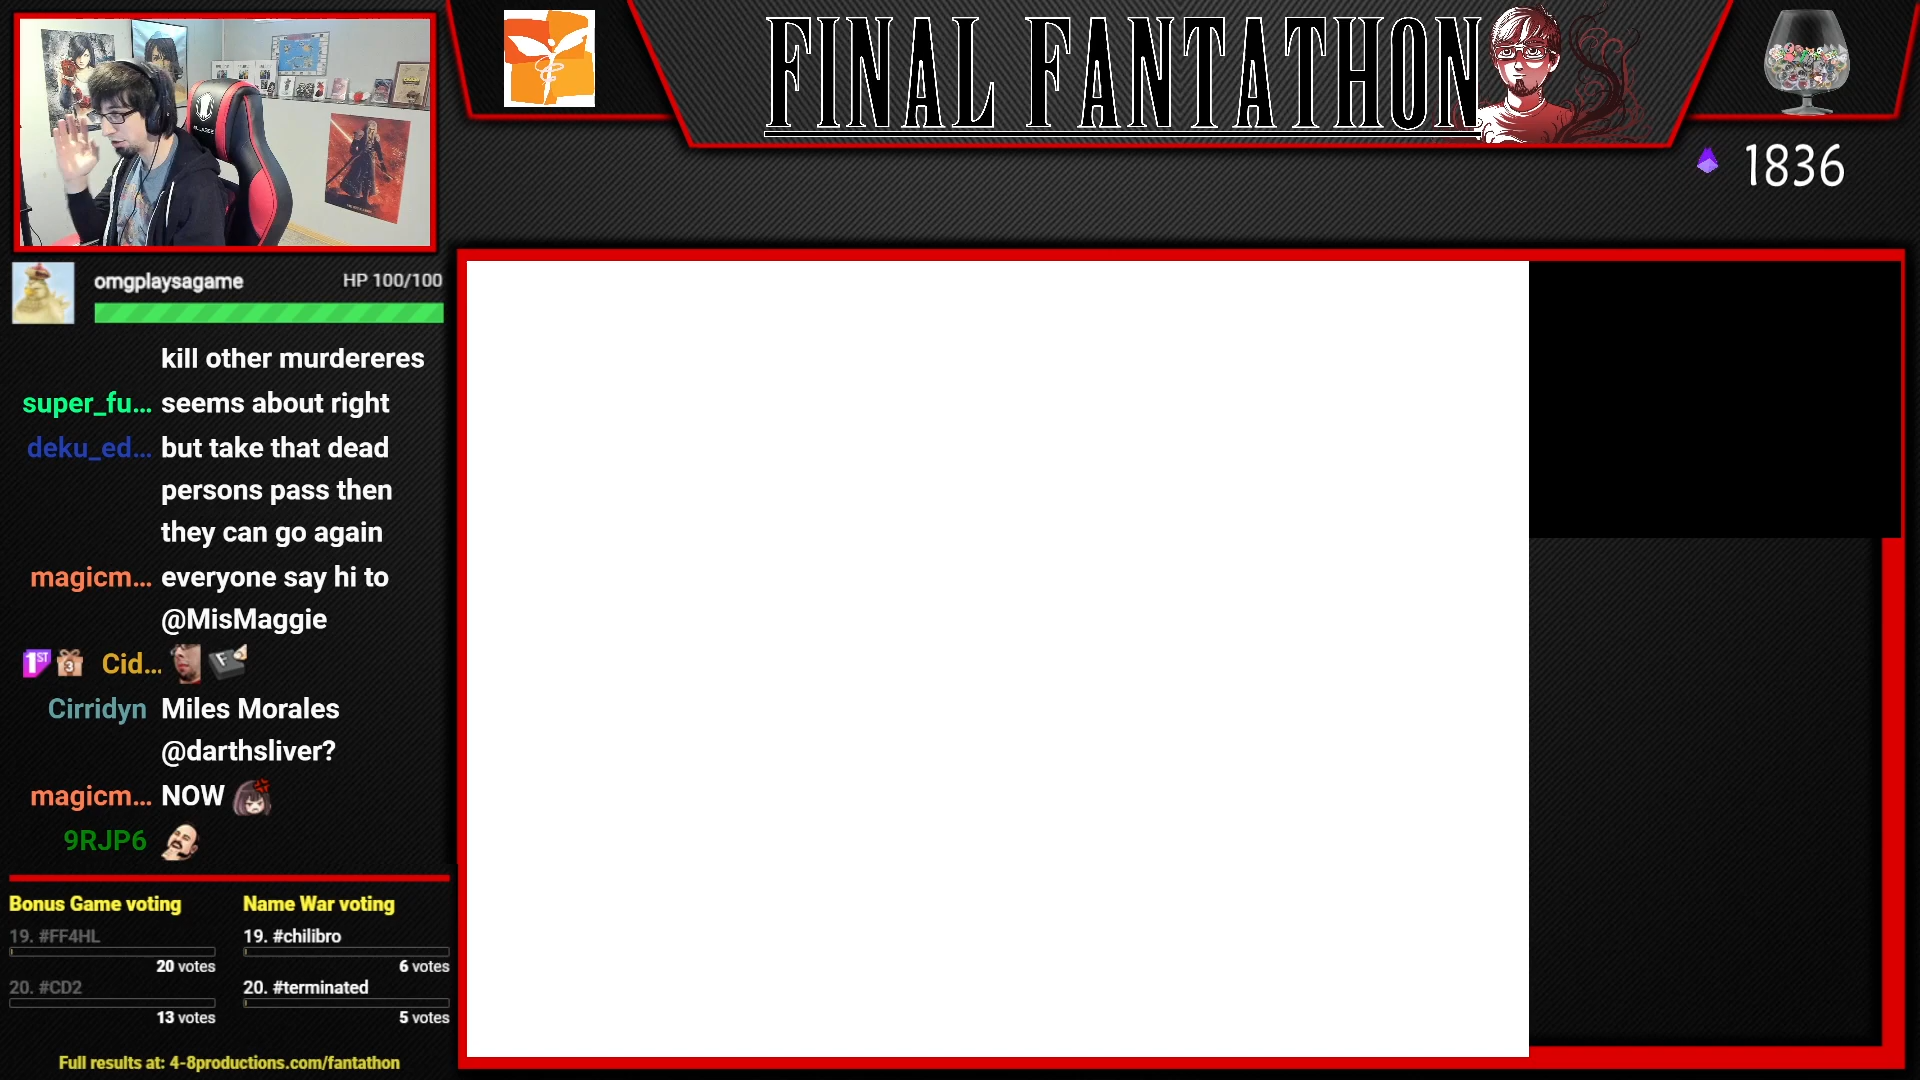 FINAL FANTATHON
1836
omgplaysagame HP 100/100
kill other murdereres
super_fu... seems about right
deku_ed... but take that dead
persons pass then
they can go again
magicm... everyone say hi to
@MisMaggie
1ST 3 Cid... F
Cirridyn Miles Morales
@darthsliver?
magicm... NOW
9RJP6
Bonus Game voting
19. #FF4HL
20 votes
20. #CD2
13 votes
Name War voting
19. #chilibro
6 votes
20. #terminated
5 votes
Full results at: 4-8productions.com/fantathon